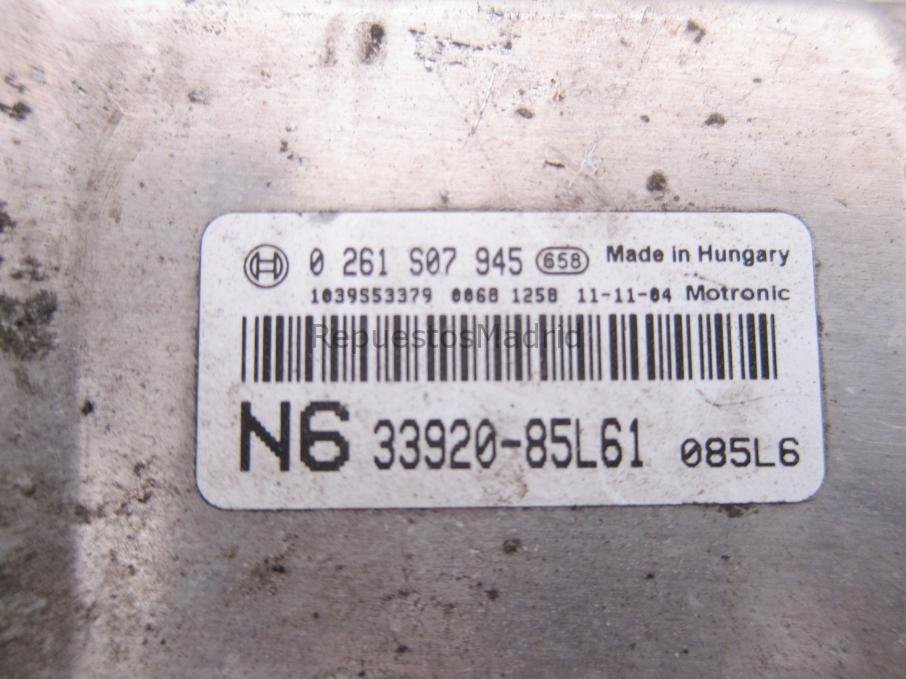 0 261 S07 945 658 Made in Hungary
1039S53379 0068 1258 11-11-04 Motronic
RepuestosMadrid
N6 33920-85L61 085L6